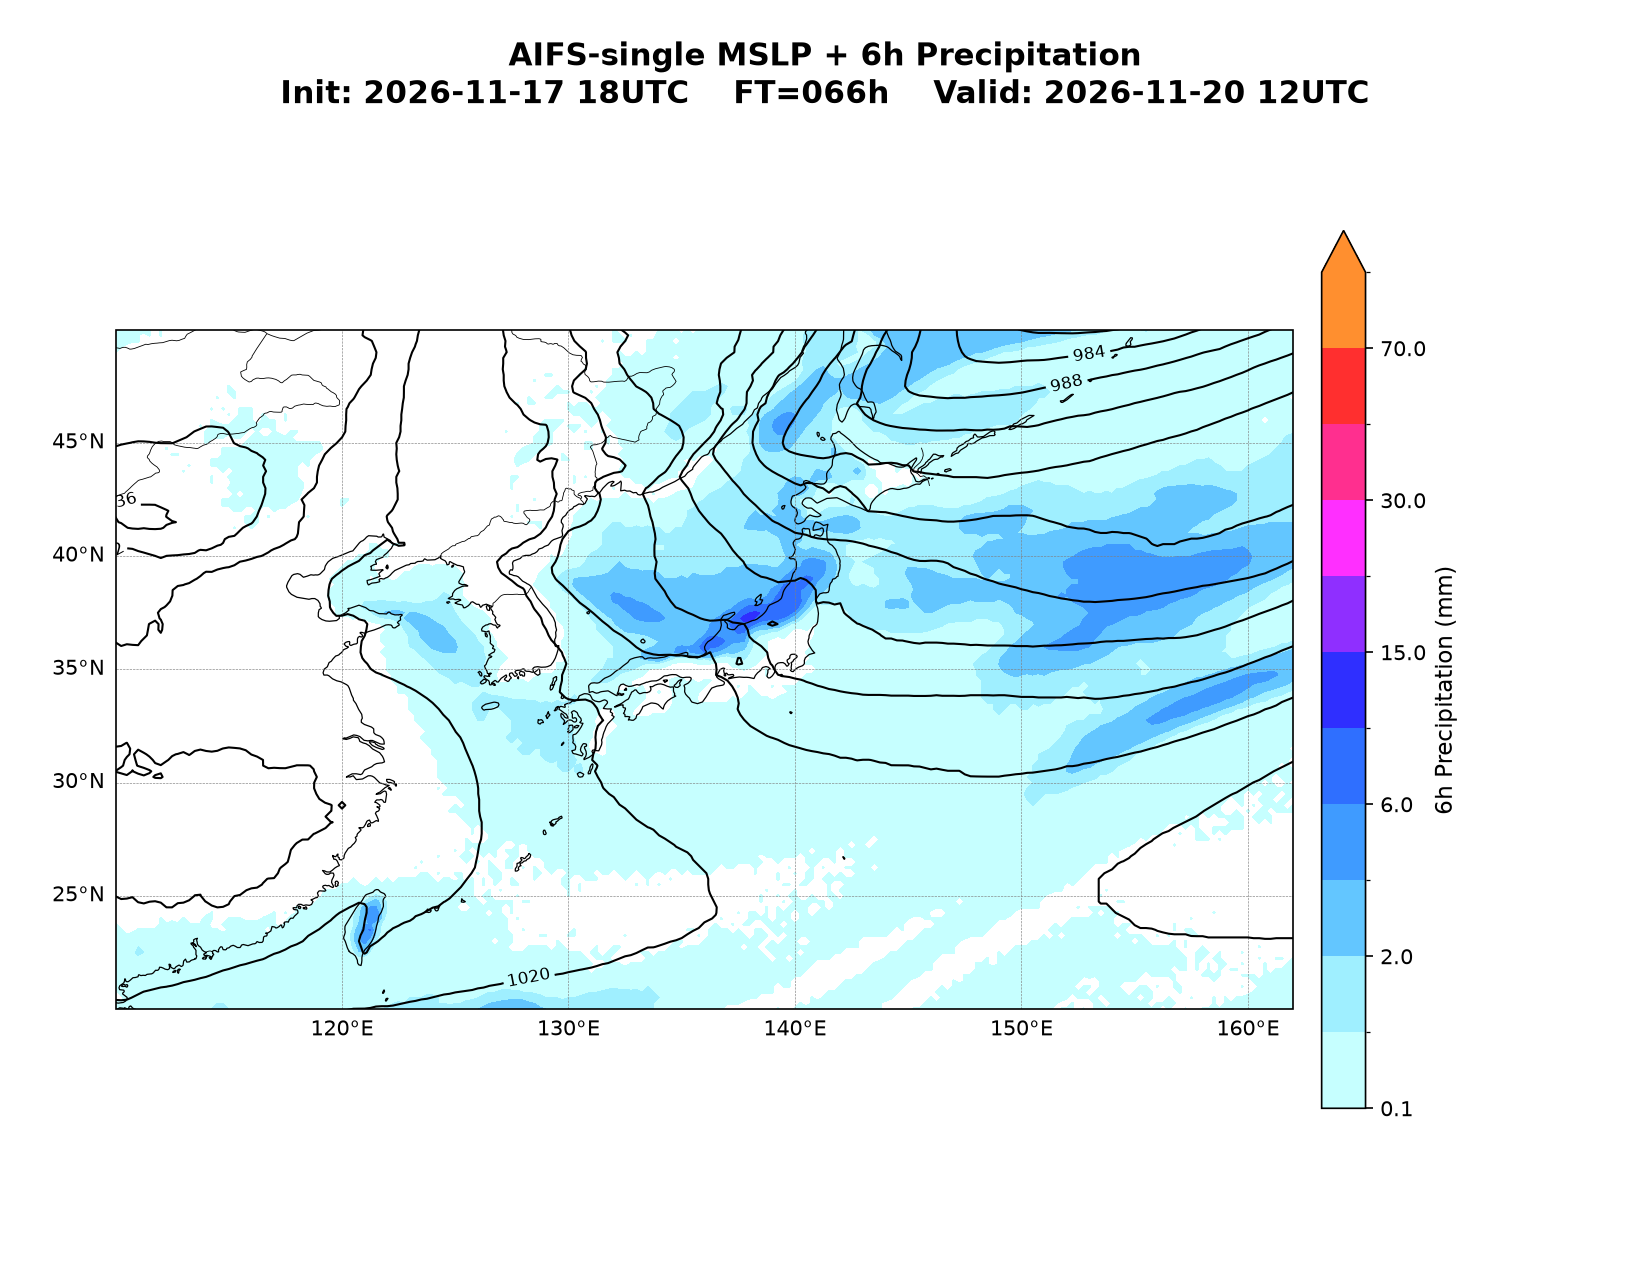 AIFS-single MSLP + 6h Precipitation
Init: 2026-11-17 18UTC    FT=066h    Valid: 2026-11-20 12UTC
984
988
36
1020
45°N
40°N
35°N
30°N
25°N
120°E
130°E
140°E
150°E
160°E
70.0
30.0
15.0
6.0
2.0
0.1
6h Precipitation (mm)